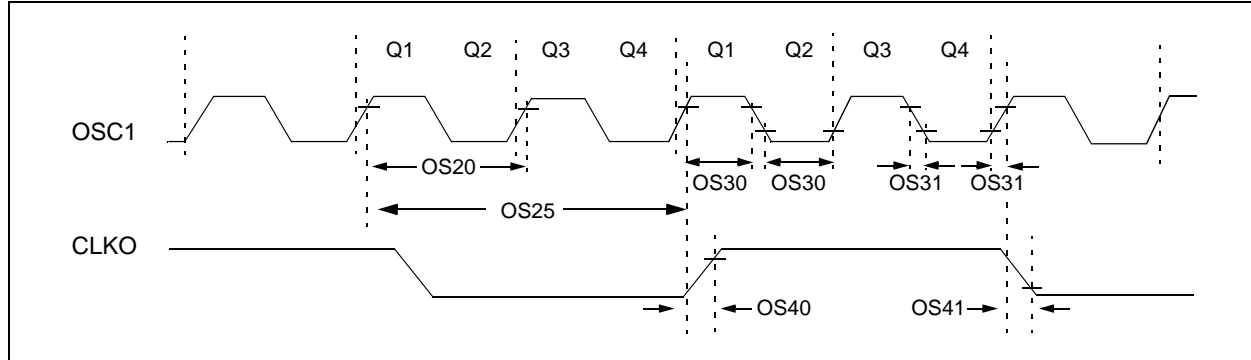 Q1 Q2 Q3 Q4 Q1 Q2 Q3 Q4
OSC1
OS20 OS30 OS30 OS31 OS31
OS25
CLKO
OS40 OS41